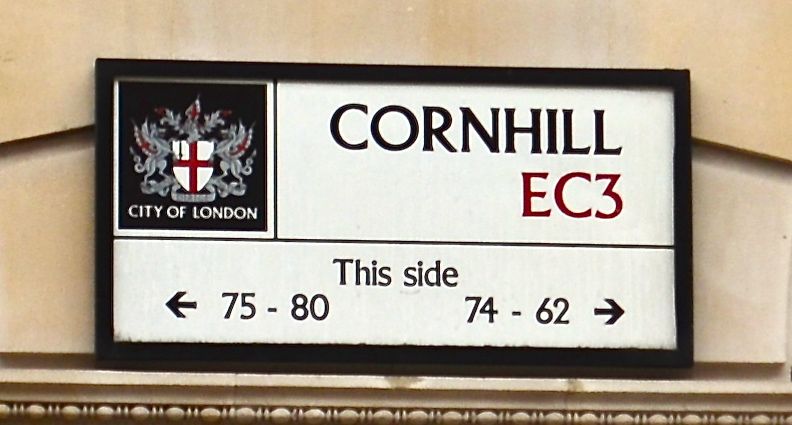 CORNHILL
EC3
CITY OF LONDON
This side
← 75 - 80 74 - 62 →